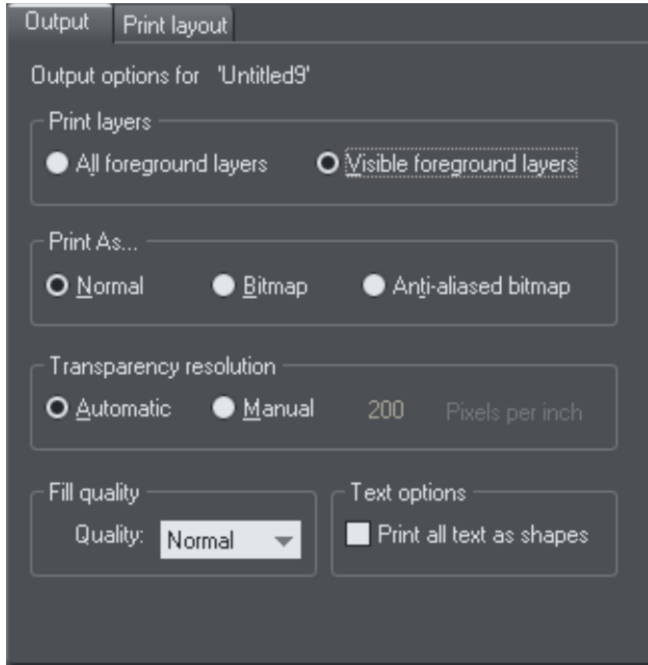 Output Print layout
Output options for 'Untitled9'
Print layers
All foreground layers Visible foreground layers
Print As...
Normal Bitmap Anti-aliased bitmap
Transparency resolution
Automatic Manual 200 Pixels per inch
Fill quality Text options
Quality: Normal Print all text as shapes